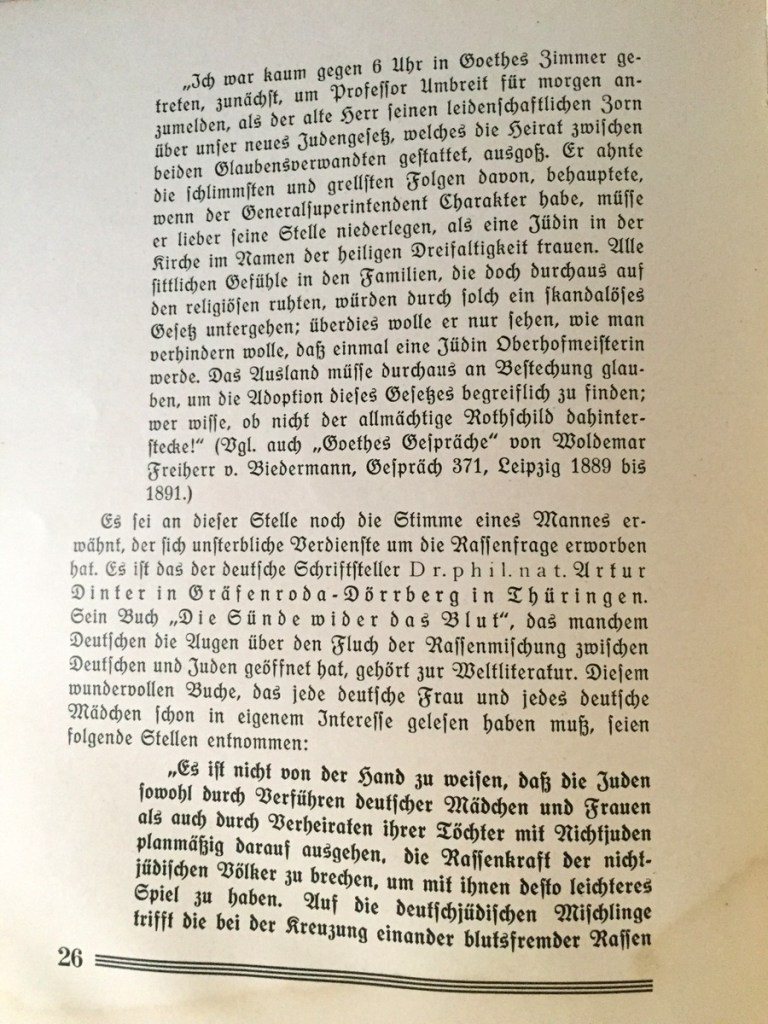 „Ich war kaum gegen 6 Uhr in Goethes Zimmer ge-
treten, zunächst, um Professor Umbreit für morgen an-
zumelden, als der alte Herr seinen leidenschaftlichen Zorn
über unser neues Judengesetz, welches die Heirat zwischen
beiden Glaubensverwandten gestattet, ausgoß. Er ahnte
die schlimmsten und grellsten Folgen davon, behauptete,
wenn der Generalsuperintendent Charakter habe, müsse
er lieber seine Stelle niederlegen, als eine Jüdin in der
Kirche im Namen der heiligen Dreifaltigkeit trauen. Alle
sittlichen Gefühle in den Familien, die doch durchaus auf
den religiösen ruhten, würden durch solch ein skandalöses
Gesetz untergehen; überdies wolle er nur sehen, wie man
verhindern wolle, daß einmal eine Jüdin Oberhofmeisterin
werde. Das Ausland müsse durchaus an Bestechung glau-
ben, um die Adoption dieses Gesetzes begreiflich zu finden;
wer wisse, ob nicht der allmächtige Rothschild dahinter-
stecke!“ (Vgl. auch „Goethes Gespräche“ von Woldemar
Freiherr v. Biedermann, Gespräch 371, Leipzig 1889 bis
1891.)
Es sei an dieser Stelle noch die Stimme eines Mannes er-
wähnt, der sich unsterbliche Verdienste um die Rassenfrage erworben
hat. Es ist das der deutsche Schriftsteller Dr. phil. nat. Artur
Dinter in Gräfenroda-Dörrberg in Thüringen.
Sein Buch „Die Sünde wider das Blut“, das manchem
Deutschen die Augen über den Fluch der Rassenmischung zwischen
Deutschen und Juden geöffnet hat, gehört zur Weltliteratur. Diesem
wundervollen Buche, das jede deutsche Frau und jedes deutsche
Mädchen schon in eigenem Interesse gelesen haben muß, seien
folgende Stellen entnommen:
„Es ist nicht von der Hand zu weisen, daß die Juden
sowohl durch Verführen deutscher Mädchen und Frauen
als auch durch Verheiraten ihrer Töchter mit Nichtjuden
planmäßig darauf ausgehen, die Rassenkraft der nicht-
jüdischen Völker zu brechen, um mit ihnen desto leichteres
Spiel zu haben. Auf die deutschjüdischen Mischlinge
trifft die bei der Kreuzung einander blutsfremder Rassen
26